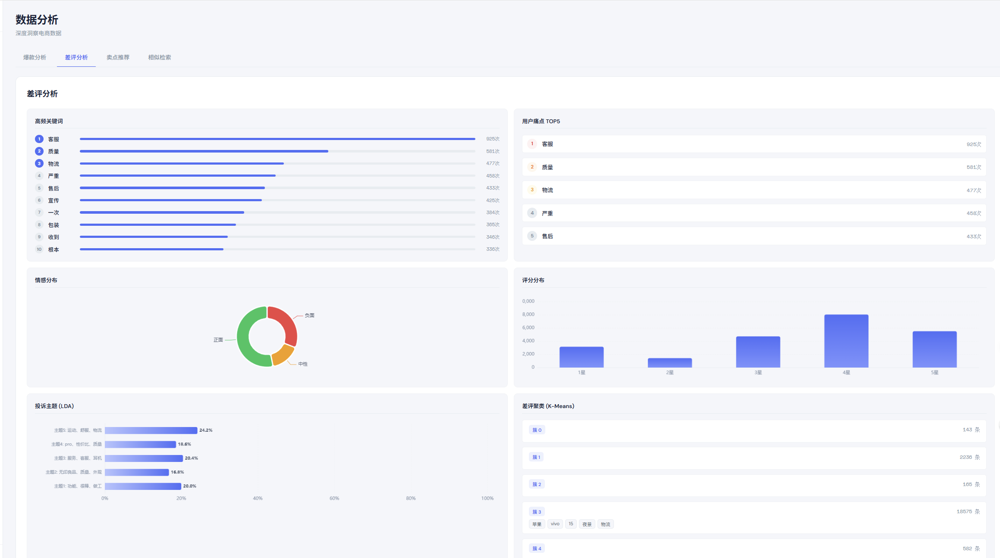 数据分析
深度洞察电商数据
爆款分析 差评分析 卖点推荐 相似检索
差评分析
高频关键词
1 客服 925次
2 质量 581次
3 物流 477次
4 严重 458次
5 售后 433次
6 宣传 425次
7 一次 384次
8 包装 365次
9 收到 346次
10 根本 336次
用户痛点 TOP5
1 客服 925次
2 质量 581次
3 物流 477次
4 严重 458次
5 售后 433次
情感分布
负面
正面
中性
评分分布
0,000
8,000
6,000
4,000
2,000
0
1星 2星 3星 4星 5星
投诉主题 (LDA)
主题5: 运动、舒服、物流 24.2%
主题4: pro、性价比、质量 18.6%
主题3: 服务、客服、耳机 20.4%
主题2: 无印良品、质量、外观 16.8%
主题1: 功能、很棒、做工 20.0%
0% 20% 40% 60% 80% 100%
差评聚类 (K-Means)
簇 0 143 条
簇 1 2236 条
簇 2 165 条
簇 3 18575 条
苹果 vivo 15 夜景 物流
簇 4 582 条